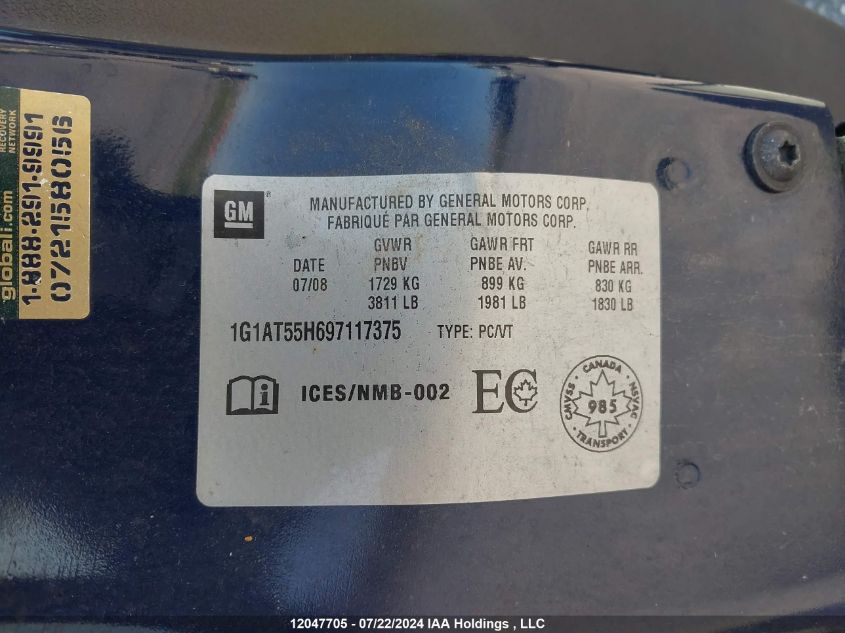 RECOVERY
NETWORK
globali.com
1-888-291-9991
0721580156
GM
MANUFACTURED BY GENERAL MOTORS CORP.
FABRIQUÉ PAR GENERAL MOTORS CORP.
GVWR GAWR FRT GAWR RR
DATE PNBV PNBE AV. PNBE ARR.
07/08 1729 KG 899 KG 830 KG
3811 LB 1981 LB 1830 LB
1G1AT55H697117375 TYPE: PC/VT
i ICES/NMB-002 EC
CANADA
CMVSS
NSVAC
985
TRANSPORT
12047705 - 07/22/2024 IAA Holdings , LLC